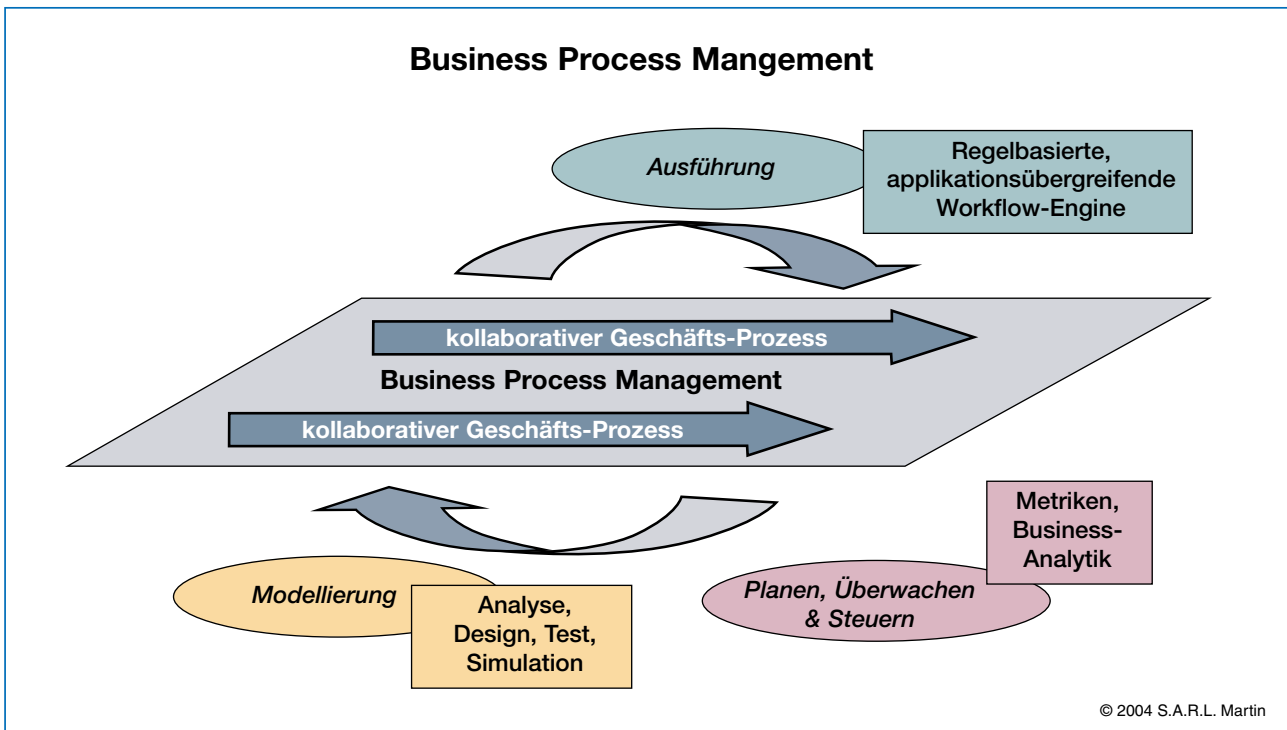 Business Process Mangement
Ausführung
Regelbasierte,
applikationsübergreifende
Workflow-Engine
kollaborativer Geschäfts-Prozess
Business Process Management
kollaborativer Geschäfts-Prozess
Metriken,
Business-
Analytik
Modellierung
Analyse,
Design, Test,
Simulation
Planen, Überwachen
& Steuern
© 2004 S.A.R.L. Martin